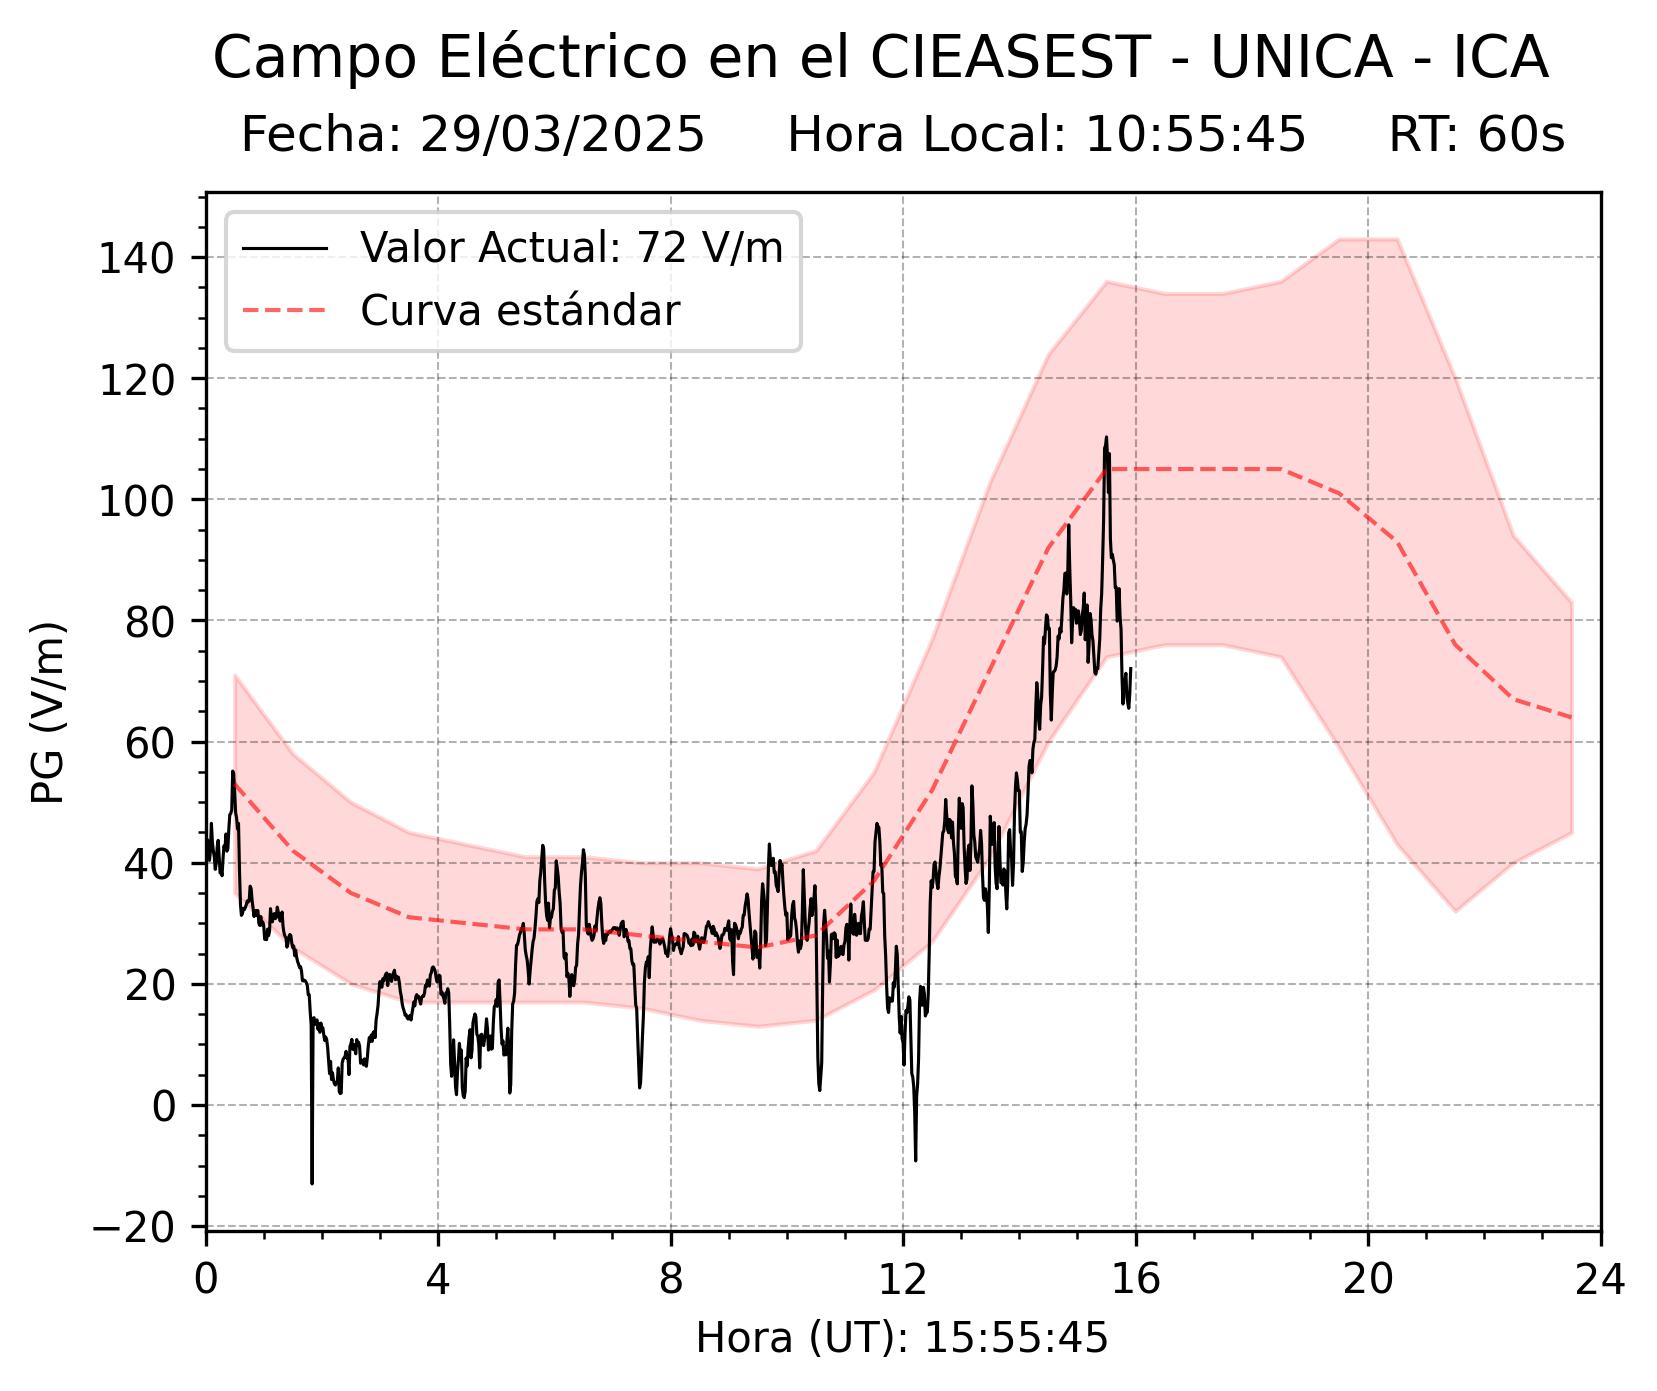 Campo Eléctrico en el CIEASEST - UNICA - ICA
Fecha: 29/03/2025 Hora Local: 10:55:45 RT: 60s
Valor Actual: 72 V/m
Curva estándar
PG (V/m)
140
120
100
80
60
40
20
0
−20
0 4 8 12 16 20 24
Hora (UT): 15:55:45